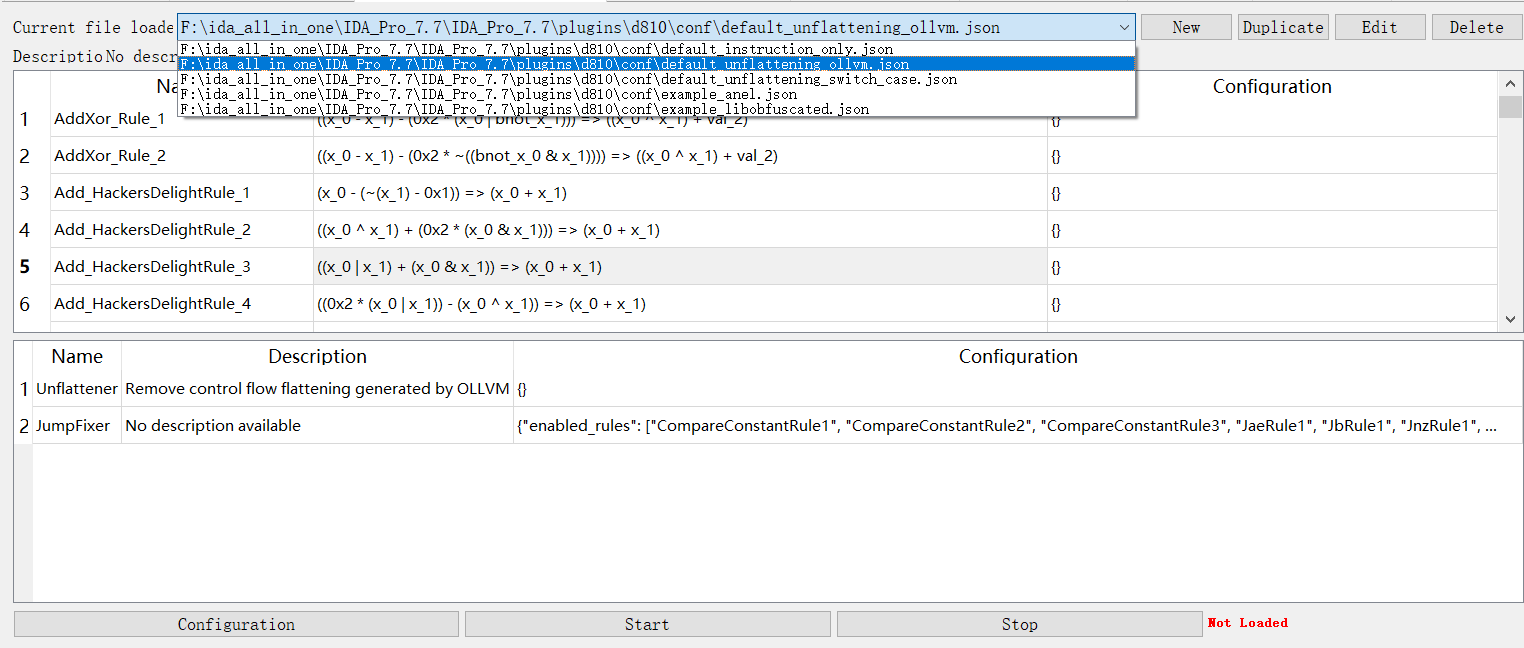 Current file loade F:\ida_all_in_one\IDA_Pro_7.7\IDA_Pro_7.7\plugins\d810\conf\default_unflattening_ollvm.json New Duplicate Edit Delete
F:\ida_all_in_one\IDA_Pro_7.7\IDA_Pro_7.7\plugins\d810\conf\default_instruction_only.json
Descriptio No descr F:\ida_all_in_one\IDA_Pro_7.7\IDA_Pro_7.7\plugins\d810\conf\default_unflattening_ollvm.json
F:\ida_all_in_one\IDA_Pro_7.7\IDA_Pro_7.7\plugins\d810\conf\default_unflattening_switch_case.json
Na F:\ida_all_in_one\IDA_Pro_7.7\IDA_Pro_7.7\plugins\d810\conf\example_anel.json Configuration
F:\ida_all_in_one\IDA_Pro_7.7\IDA_Pro_7.7\plugins\d810\conf\example_libobfuscated.json
1 AddXor_Rule_1 ((x_0 - x_1) - (0x2 * (x_0 | bnot_x_1))) => ((x_0 ^ x_1) + val_2) {}
2 AddXor_Rule_2 ((x_0 - x_1) - (0x2 * ~((bnot_x_0 & x_1)))) => ((x_0 ^ x_1) + val_2) {}
3 Add_HackersDelightRule_1 (x_0 - (~(x_1) - 0x1)) => (x_0 + x_1) {}
4 Add_HackersDelightRule_2 ((x_0 ^ x_1) + (0x2 * (x_0 & x_1))) => (x_0 + x_1) {}
5 Add_HackersDelightRule_3 ((x_0 | x_1) + (x_0 & x_1)) => (x_0 + x_1) {}
6 Add_HackersDelightRule_4 ((0x2 * (x_0 | x_1)) - (x_0 ^ x_1)) => (x_0 + x_1) {}
Name Description Configuration
1 Unflattener Remove control flow flattening generated by OLLVM {}
2 JumpFixer No description available {"enabled_rules": ["CompareConstantRule1", "CompareConstantRule2", "CompareConstantRule3", "JaeRule1", "JbRule1", "JnzRule1", ...
Configuration Start Stop Not Loaded